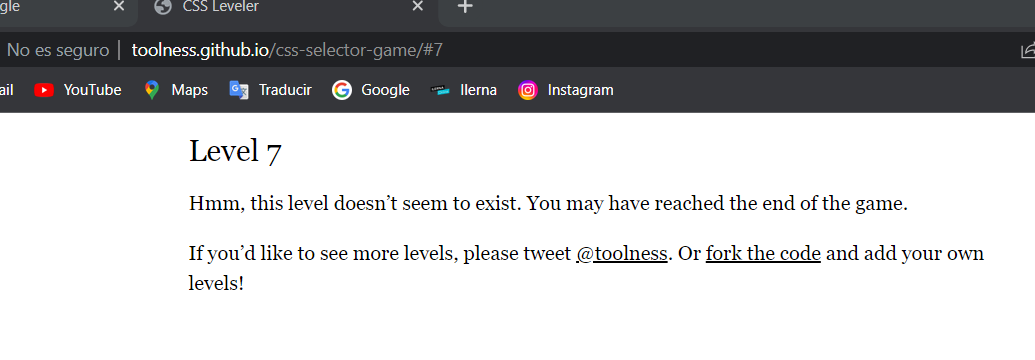 gle CSS Leveler
No es seguro | toolness.github.io/css-selector-game/#7
ail YouTube Maps Traducir Google Ilerna Instagram
Level 7
Hmm, this level doesn’t seem to exist. You may have reached the end of the game.
If you’d like to see more levels, please tweet @toolness. Or fork the code and add your own
levels!